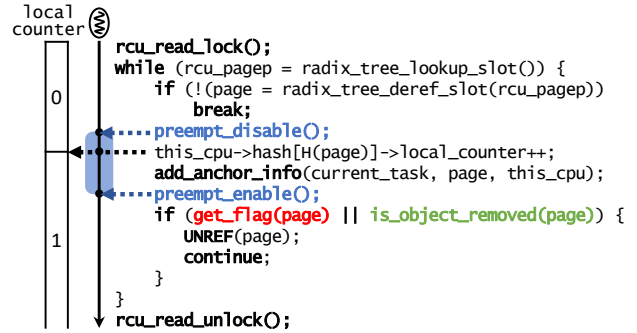 local
counter
rcu_read_lock();
while (rcu_pagep = radix_tree_lookup_slot()) {
if (!(page = radix_tree_deref_slot(rcu_pagep))
break;
0
preempt_disable();
this_cpu->hash[H(page)]->local_counter++;
add_anchor_info(current_task, page, this_cpu);
preempt_enable();
if (get_flag(page) || is_object_removed(page)) {
1
UNREF(page);
continue;
}
}
rcu_read_unlock();